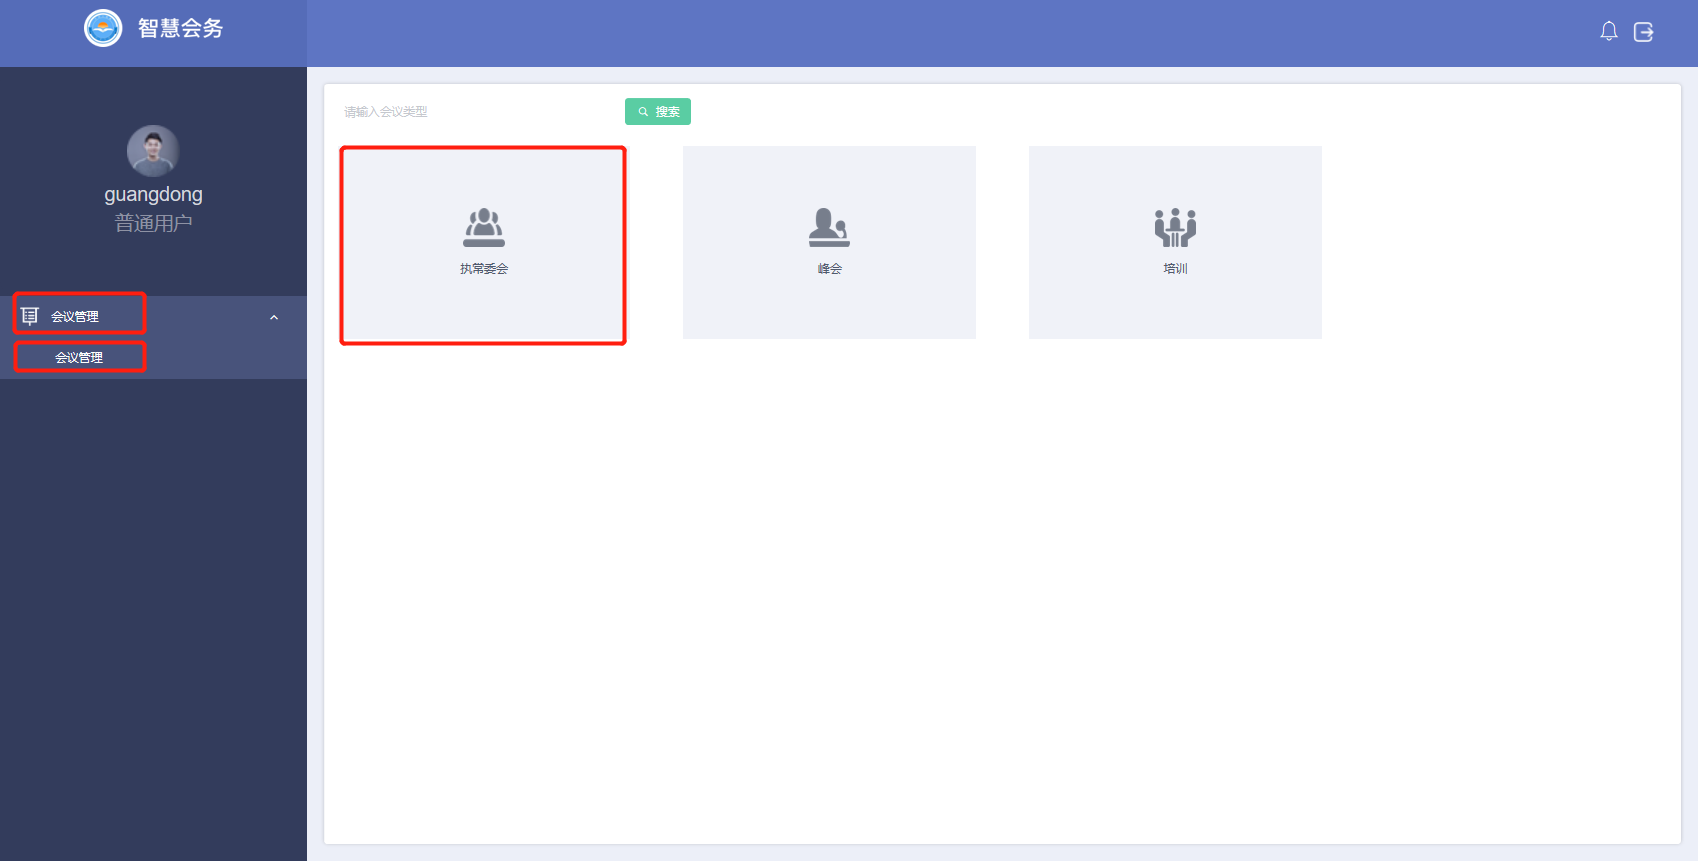 智慧会务
guangdong
普通用户
会议管理
会议管理
请输入会议类型
搜索
执常委会
峰会
培训